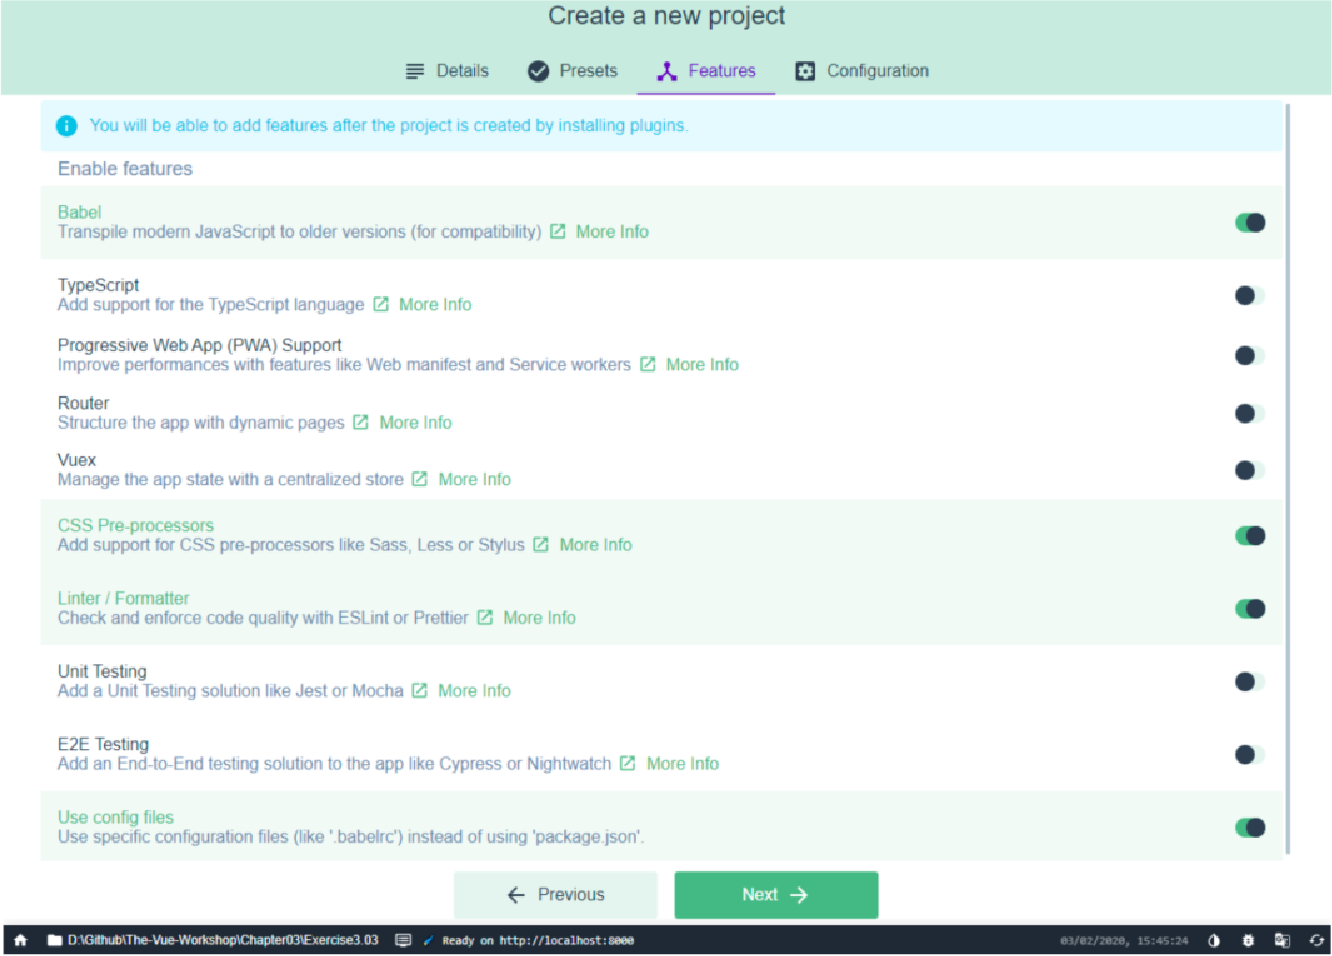 Create a new project
Details Presets Features Configuration
You will be able to add features after the project is created by installing plugins.
Enable features
Babel
Transpile modern JavaScript to older versions (for compatibility) More Info
TypeScript
Add support for the TypeScript language More Info
Progressive Web App (PWA) Support
Improve performances with features like Web manifest and Service workers More Info
Router
Structure the app with dynamic pages More Info
Vuex
Manage the app state with a centralized store More Info
CSS Pre-processors
Add support for CSS pre-processors like Sass, Less or Stylus More Info
Linter / Formatter
Check and enforce code quality with ESLint or Prettier More Info
Unit Testing
Add a Unit Testing solution like Jest or Mocha More Info
E2E Testing
Add an End-to-End testing solution to the app like Cypress or Nightwatch More Info
Use config files
Use specific configuration files (like '.babelrc') instead of using 'package.json'.
Previous Next
D:\Github\The-Vue-Workshop\Chapter03\Exercise3.03 Ready on http://localhost:8000 03/02/2020, 15:45:24